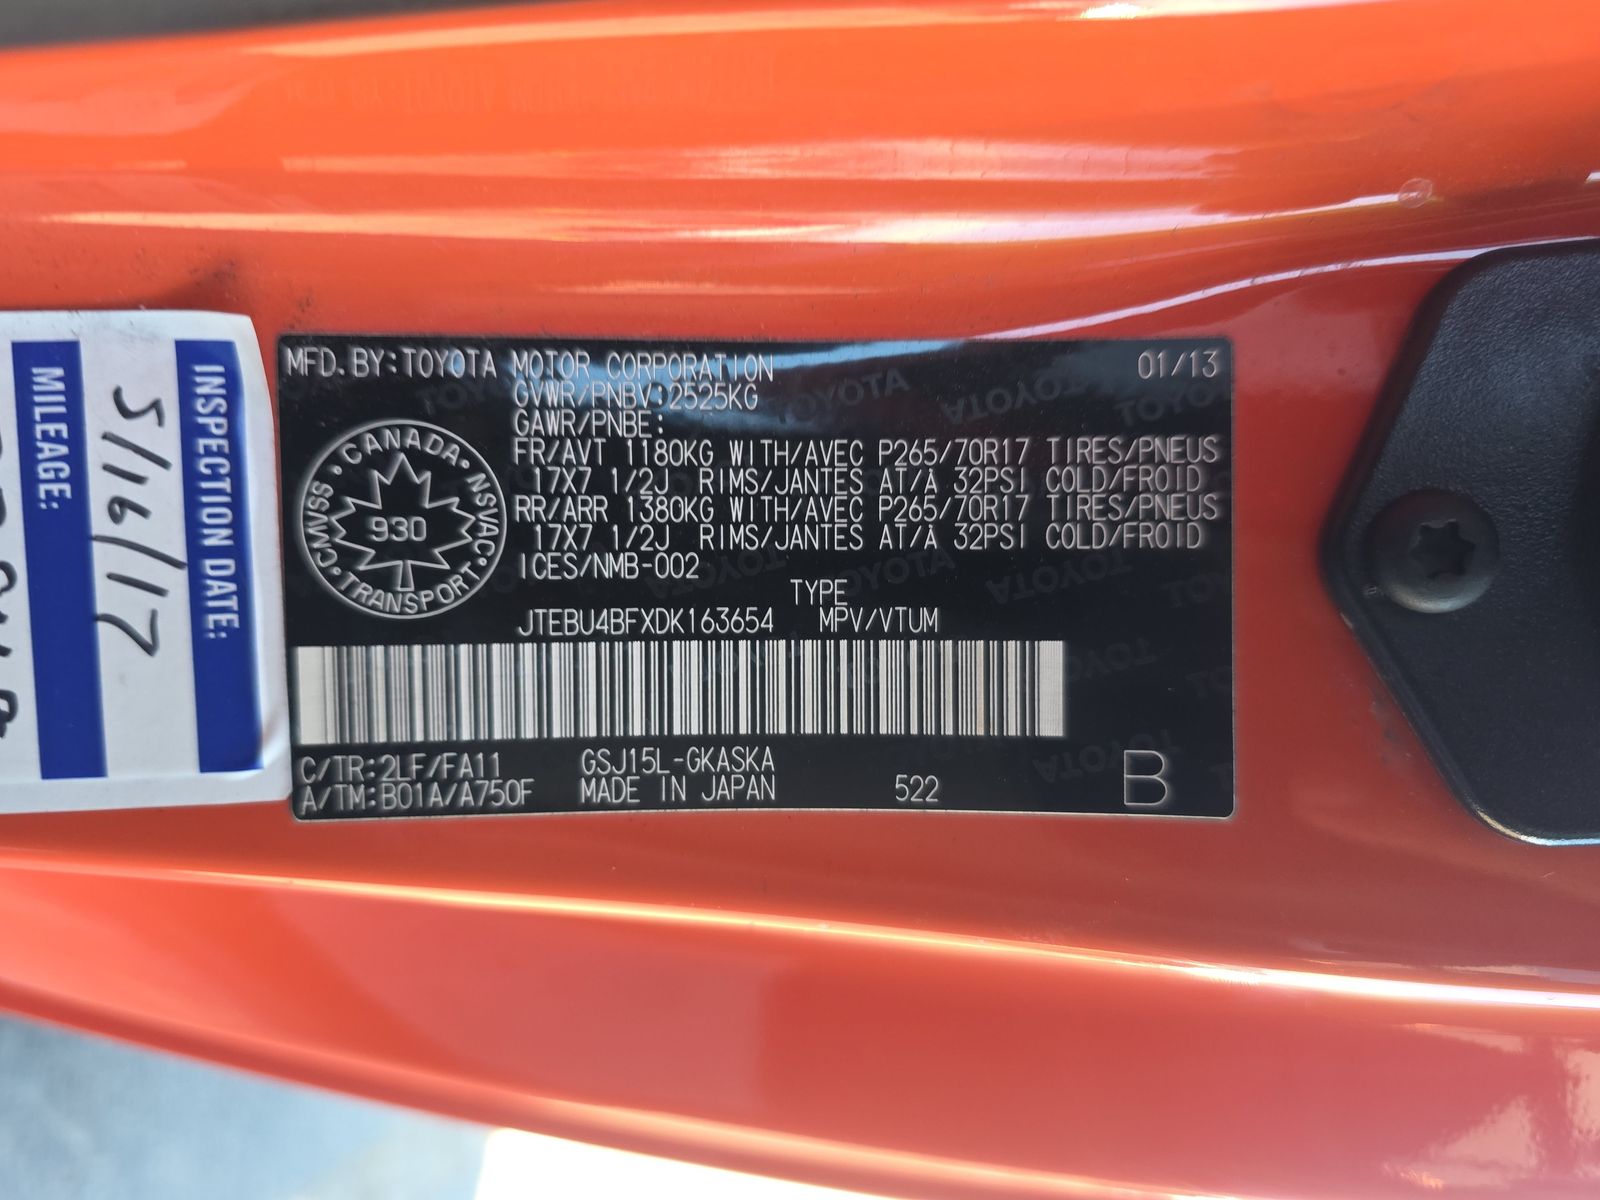 MFD.BY:TOYOTA MOTOR CORPORATION 01/13
GVWR/PNBV:2525KG
GAWR/PNBE:
FR/AVT 1180KG WITH/AVEC P265/70R17 TIRES/PNEUS
17X7 1/2J RIMS/JANTES AT/À 32PSI COLD/FROID
RR/ARR 1380KG WITH/AVEC P265/70R17 TIRES/PNEUS
17X7 1/2J RIMS/JANTES AT/À 32PSI COLD/FROID
ICES/NMB-002
TYPE
JTEBU4BFXDK163654 MPV/VTUM
CANADA · NSVAC · TRANSPORT · CMVSS ·
930
C/TR:2LF/FA11 GSJ15L-GKASKA
A/TM:B01A/A750F MADE IN JAPAN 522 B
INSPECTION DATE:
5/16/17
MILEAGE: